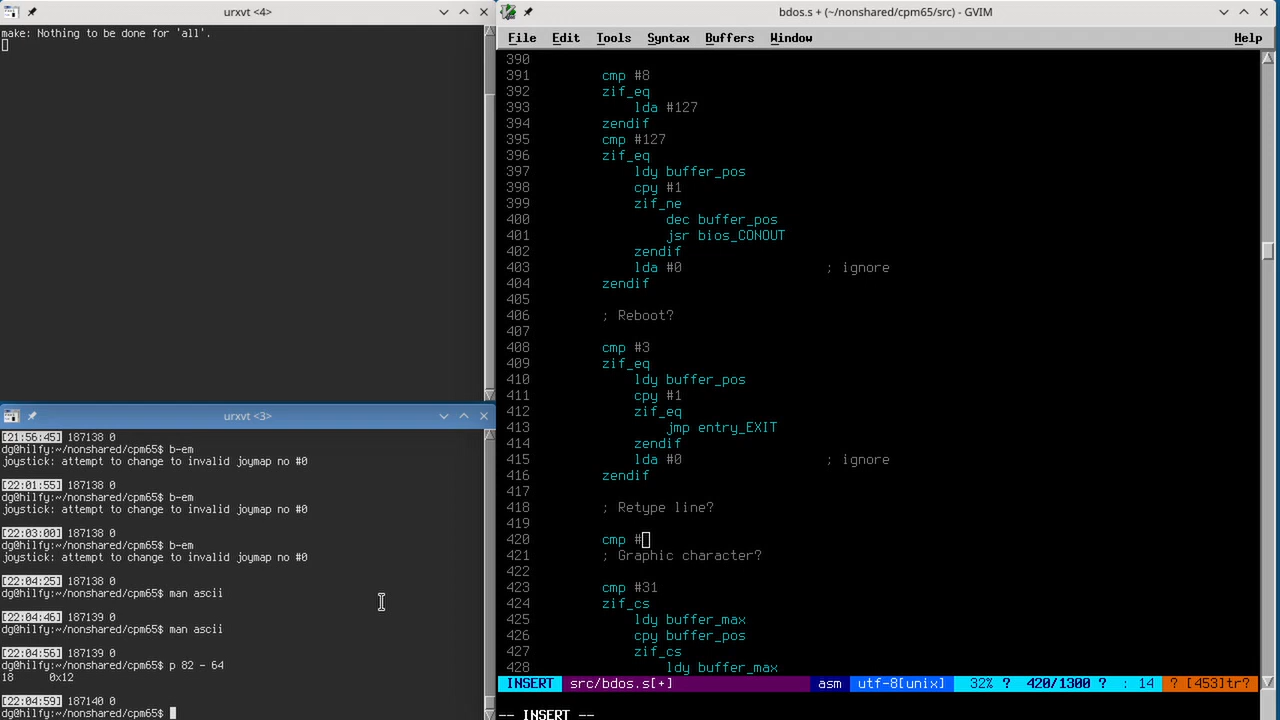 urxvt <4>
make: Nothing to be done for 'all'.
urxvt <3>
[21:56:45] 187138 0
dg@hilfy:~/nonshared/cpm65$ b-em
joystick: attempt to change to invalid joymap no #0
[22:01:55] 187138 0
dg@hilfy:~/nonshared/cpm65$ b-em
joystick: attempt to change to invalid joymap no #0
[22:03:00] 187138 0
dg@hilfy:~/nonshared/cpm65$ b-em
joystick: attempt to change to invalid joymap no #0
[22:04:25] 187138 0
dg@hilfy:~/nonshared/cpm65$ man ascii
[22:04:46] 187139 0
dg@hilfy:~/nonshared/cpm65$ man ascii
[22:04:56] 187139 0
dg@hilfy:~/nonshared/cpm65$ p 82 - 64
18 0x12
[22:04:59] 187140 0
dg@hilfy:~/nonshared/cpm65$
bdos.s + (~/nonshared/cpm65/src) - GVIM
File Edit Tools Syntax Buffers Window Help
390
391 cmp #8
392 zif_eq
393 lda #127
394 zendif
395 cmp #127
396 zif_eq
397 ldy buffer_pos
398 cpy #1
399 zif_ne
400 dec buffer_pos
401 jsr bios_CONOUT
402 zendif
403 lda #0 ; ignore
404 zendif
405
406 ; Reboot?
407
408 cmp #3
409 zif_eq
410 ldy buffer_pos
411 cpy #1
412 zif_eq
413 jmp entry_EXIT
414 zendif
415 lda #0 ; ignore
416 zendif
417
418 ; Retype line?
419
420 cmp #
421 ; Graphic character?
422
423 cmp #31
424 zif_cs
425 ldy buffer_max
426 cpy buffer_pos
427 zif_cs
428 ldy buffer_max
INSERT src/bdos.s[+] asm utf-8[unix] 32% ? 420/1300 ? : 14 ? [453]tr?
-- INSERT --